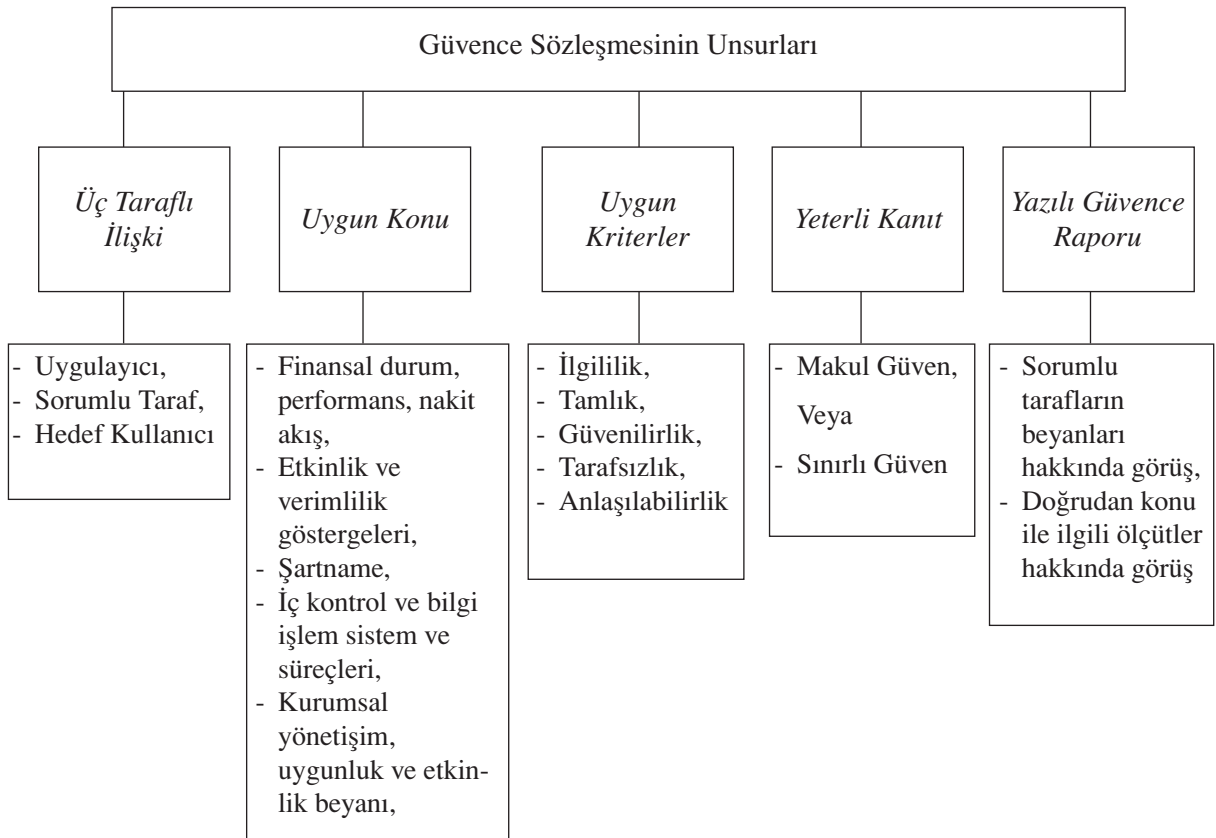 Güvence Sözleşmesinin Unsurları
Üç Taraflı
İlişki
Uygun Konu
Uygun
Kriterler
Yeterli Kanıt
Yazılı Güvence
Raporu
- Uygulayıcı,
- Sorumlu Taraf,
- Hedef Kullanıcı
- Finansal durum,
performans, nakit
akış,
- Etkinlik ve
verimlilik
göstergeleri,
- Şartname,
- İç kontrol ve bilgi
işlem sistem ve
süreçleri,
- Kurumsal
yönetişim,
uygunluk ve etkin-
lik beyanı,
- İlgililik,
- Tamlık,
- Güvenilirlik,
- Tarafsızlık,
- Anlaşılabilirlik
- Makul Güven,
Veya
- Sınırlı Güven
- Sorumlu
tarafların
beyanları
hakkında görüş,
- Doğrudan konu
ile ilgili ölçütler
hakkında görüş